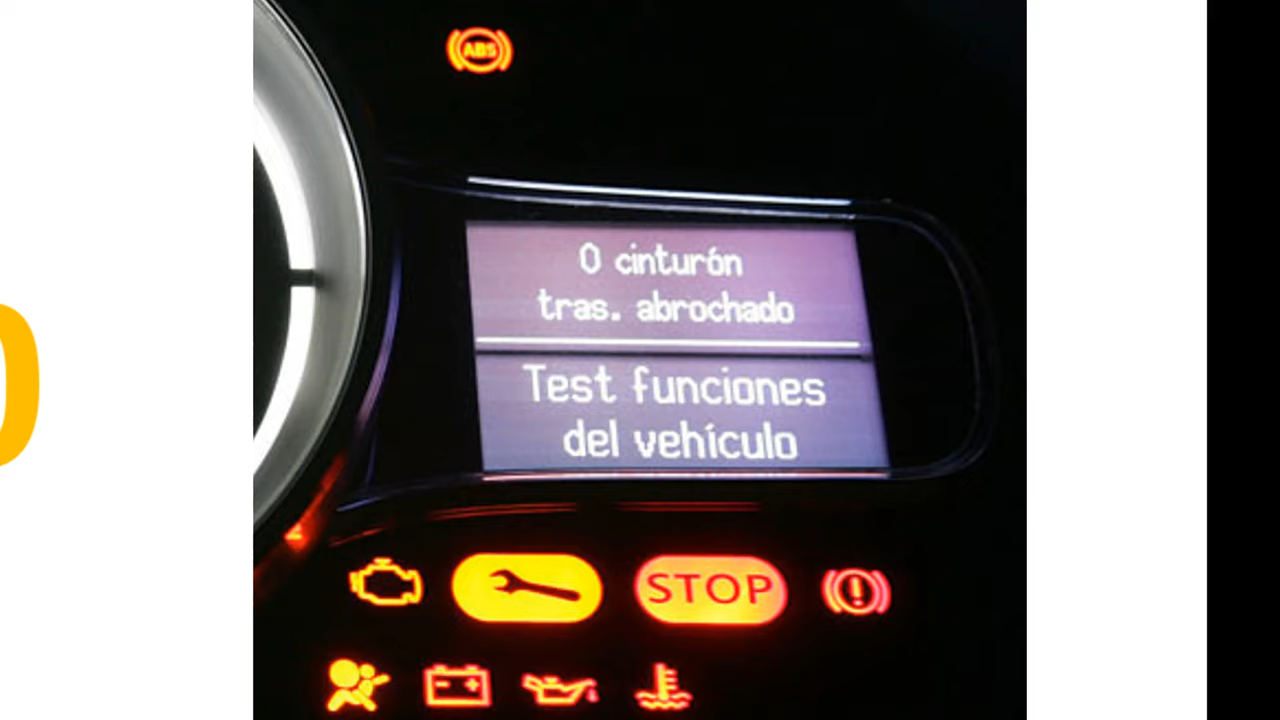 ABS
0 cinturón
tras. abrochado
Test funciones
del vehículo
STOP